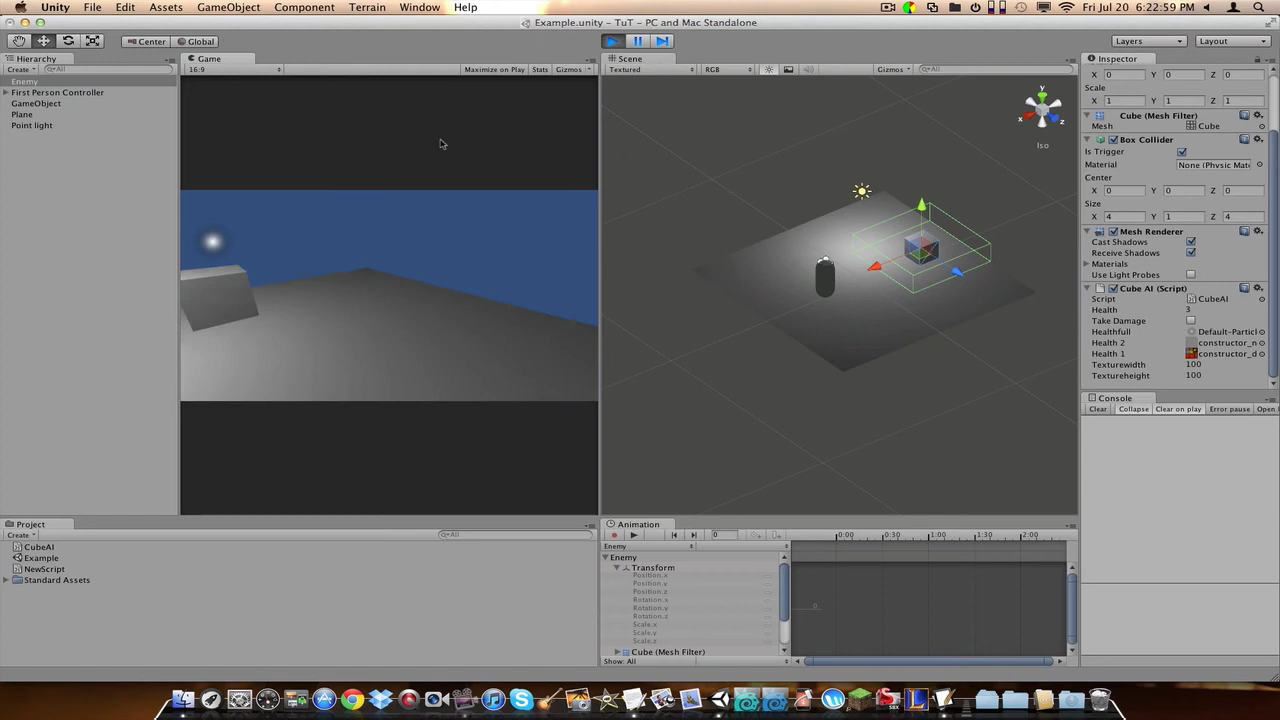 Unity File Edit Assets GameObject Component Terrain Window Help Fri Jul 20 6:22:59 PM
Example.unity - TuT - PC and Mac Standalone
Center Global Layers Layout
Hierarchy
Create All
Enemy
First Person Controller
GameObject
Plane
Point light
Game
16:9 Maximize on Play Stats Gizmos
Scene
Textured RGB Gizmos All
y
x
z
Iso
Inspector
X 0 Y 0 Z 0
Scale
X 1 Y 1 Z 1
Cube (Mesh Filter)
Mesh Cube
Box Collider
Is Trigger
Material None (Physic Mate
Center
X 0 Y 0 Z 0
Size
X 4 Y 1 Z 4
Mesh Renderer
Cast Shadows
Receive Shadows
Materials
Use Light Probes
Cube AI (Script)
Script CubeAI
Health 3
Take Damage
Healthfull Default-Particl
Health 2 constructor_n
Health 1 constructor_d
Texturewidth 100
Textureheight 100
Console
Clear Collapse Clear on play Error pause Open
Project
Create All
CubeAI
Example
NewScript
Standard Assets
Animation
0 0:00 0:30 1:00 1:30 2:00
Enemy
Enemy
Transform
Position.x
Position.y
Position.z
Rotation.x
Rotation.y
Rotation.z
Scale.x
Scale.y
Scale.z
Cube (Mesh Filter)
Show: All
0